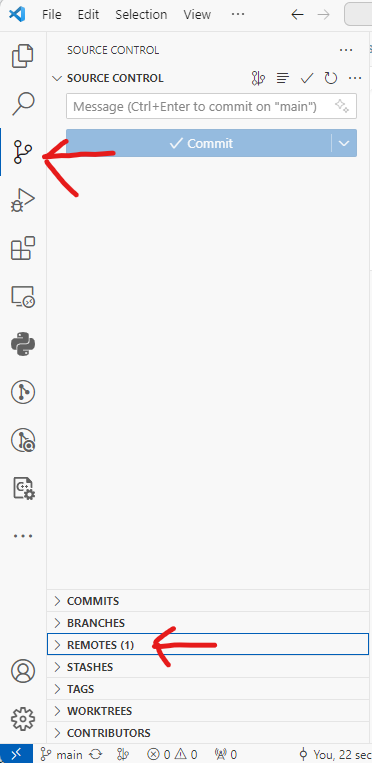 File Edit Selection View ...
SOURCE CONTROL ...
SOURCE CONTROL ...
Message (Ctrl+Enter to commit on "main")
Commit
...
COMMITS
BRANCHES
REMOTES (1)
STASHES
TAGS
WORKTREES
CONTRIBUTORS
main 0 0 0 You, 22 sec